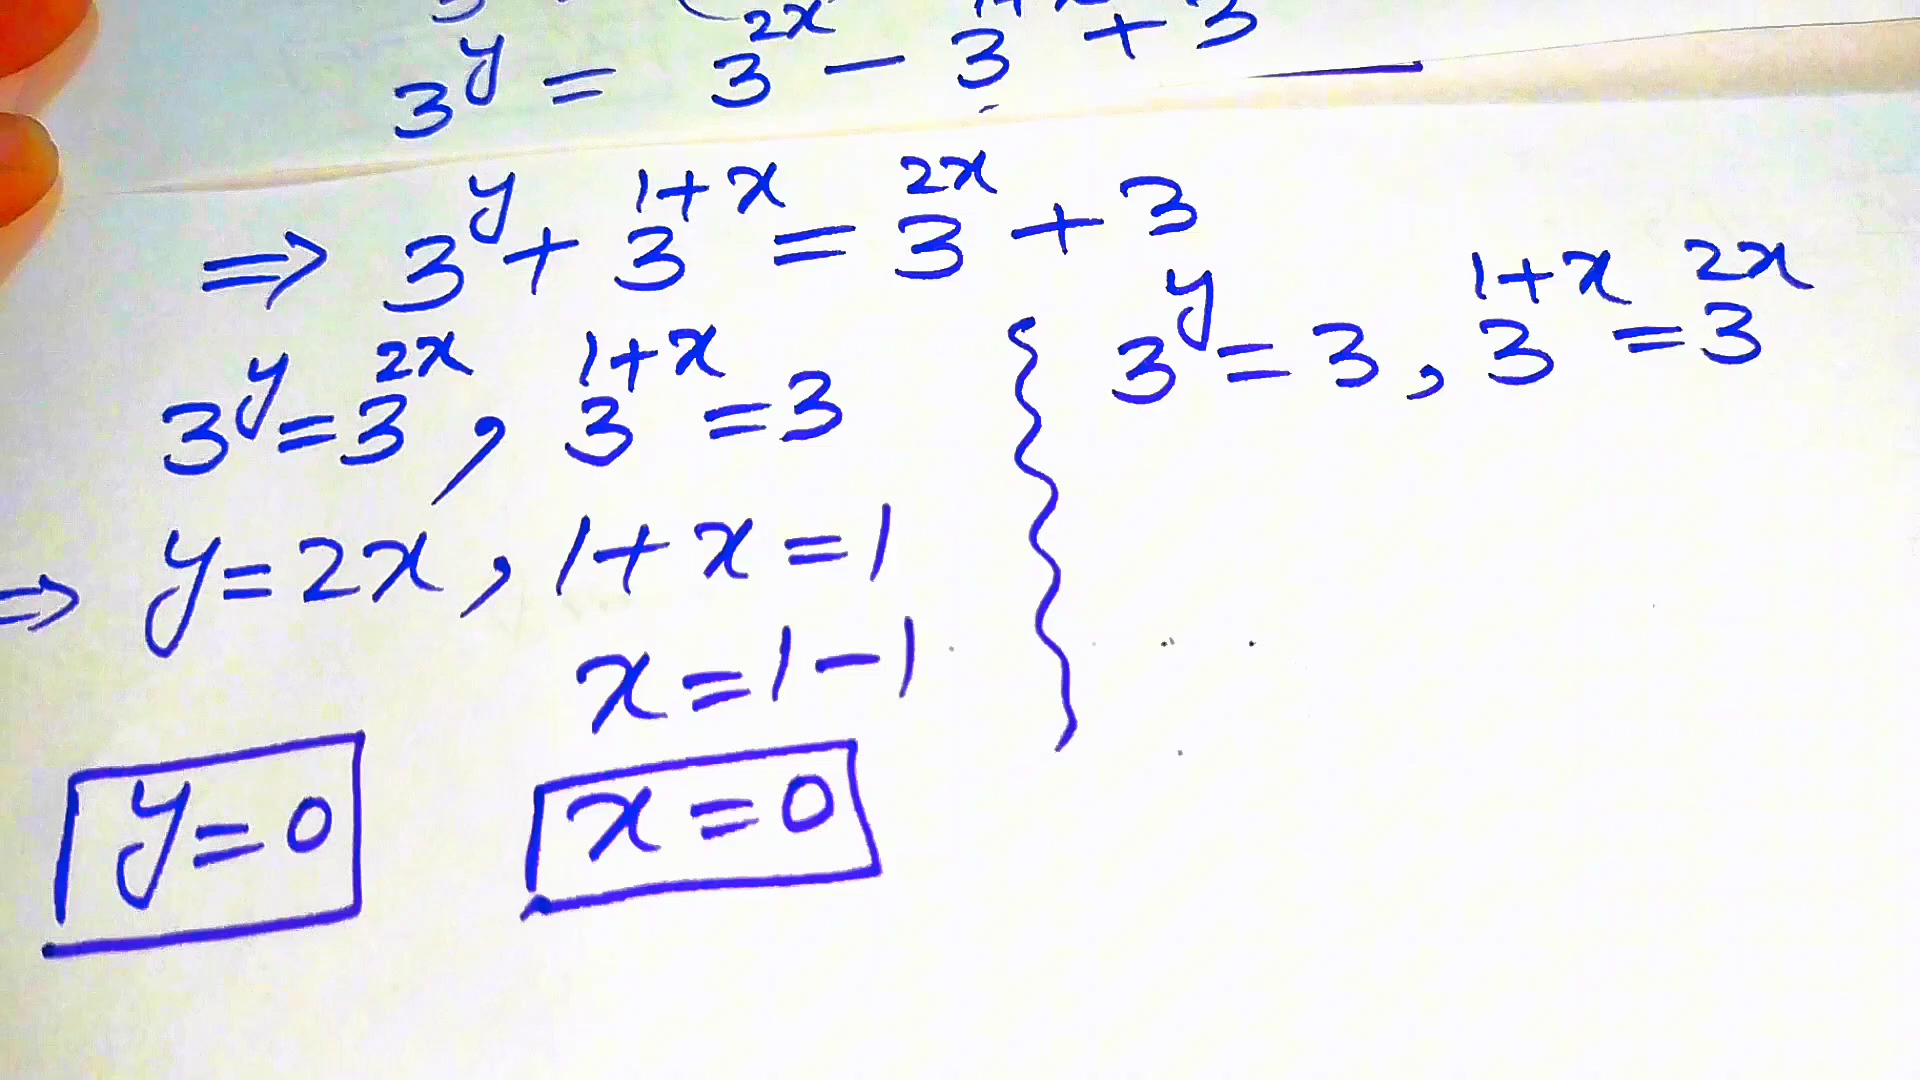 3^y = 3^{2x} - 3^{1+x} + 3
⇒ 3^y + 3^{1+x} = 3^{2x} + 3
3^y = 3^{2x}, 3^{1+x} = 3
⇒ y = 2x, 1 + x = 1
x = 1 - 1
y = 0
x = 0
3^y = 3, 3^{1+x} = 3^{2x}